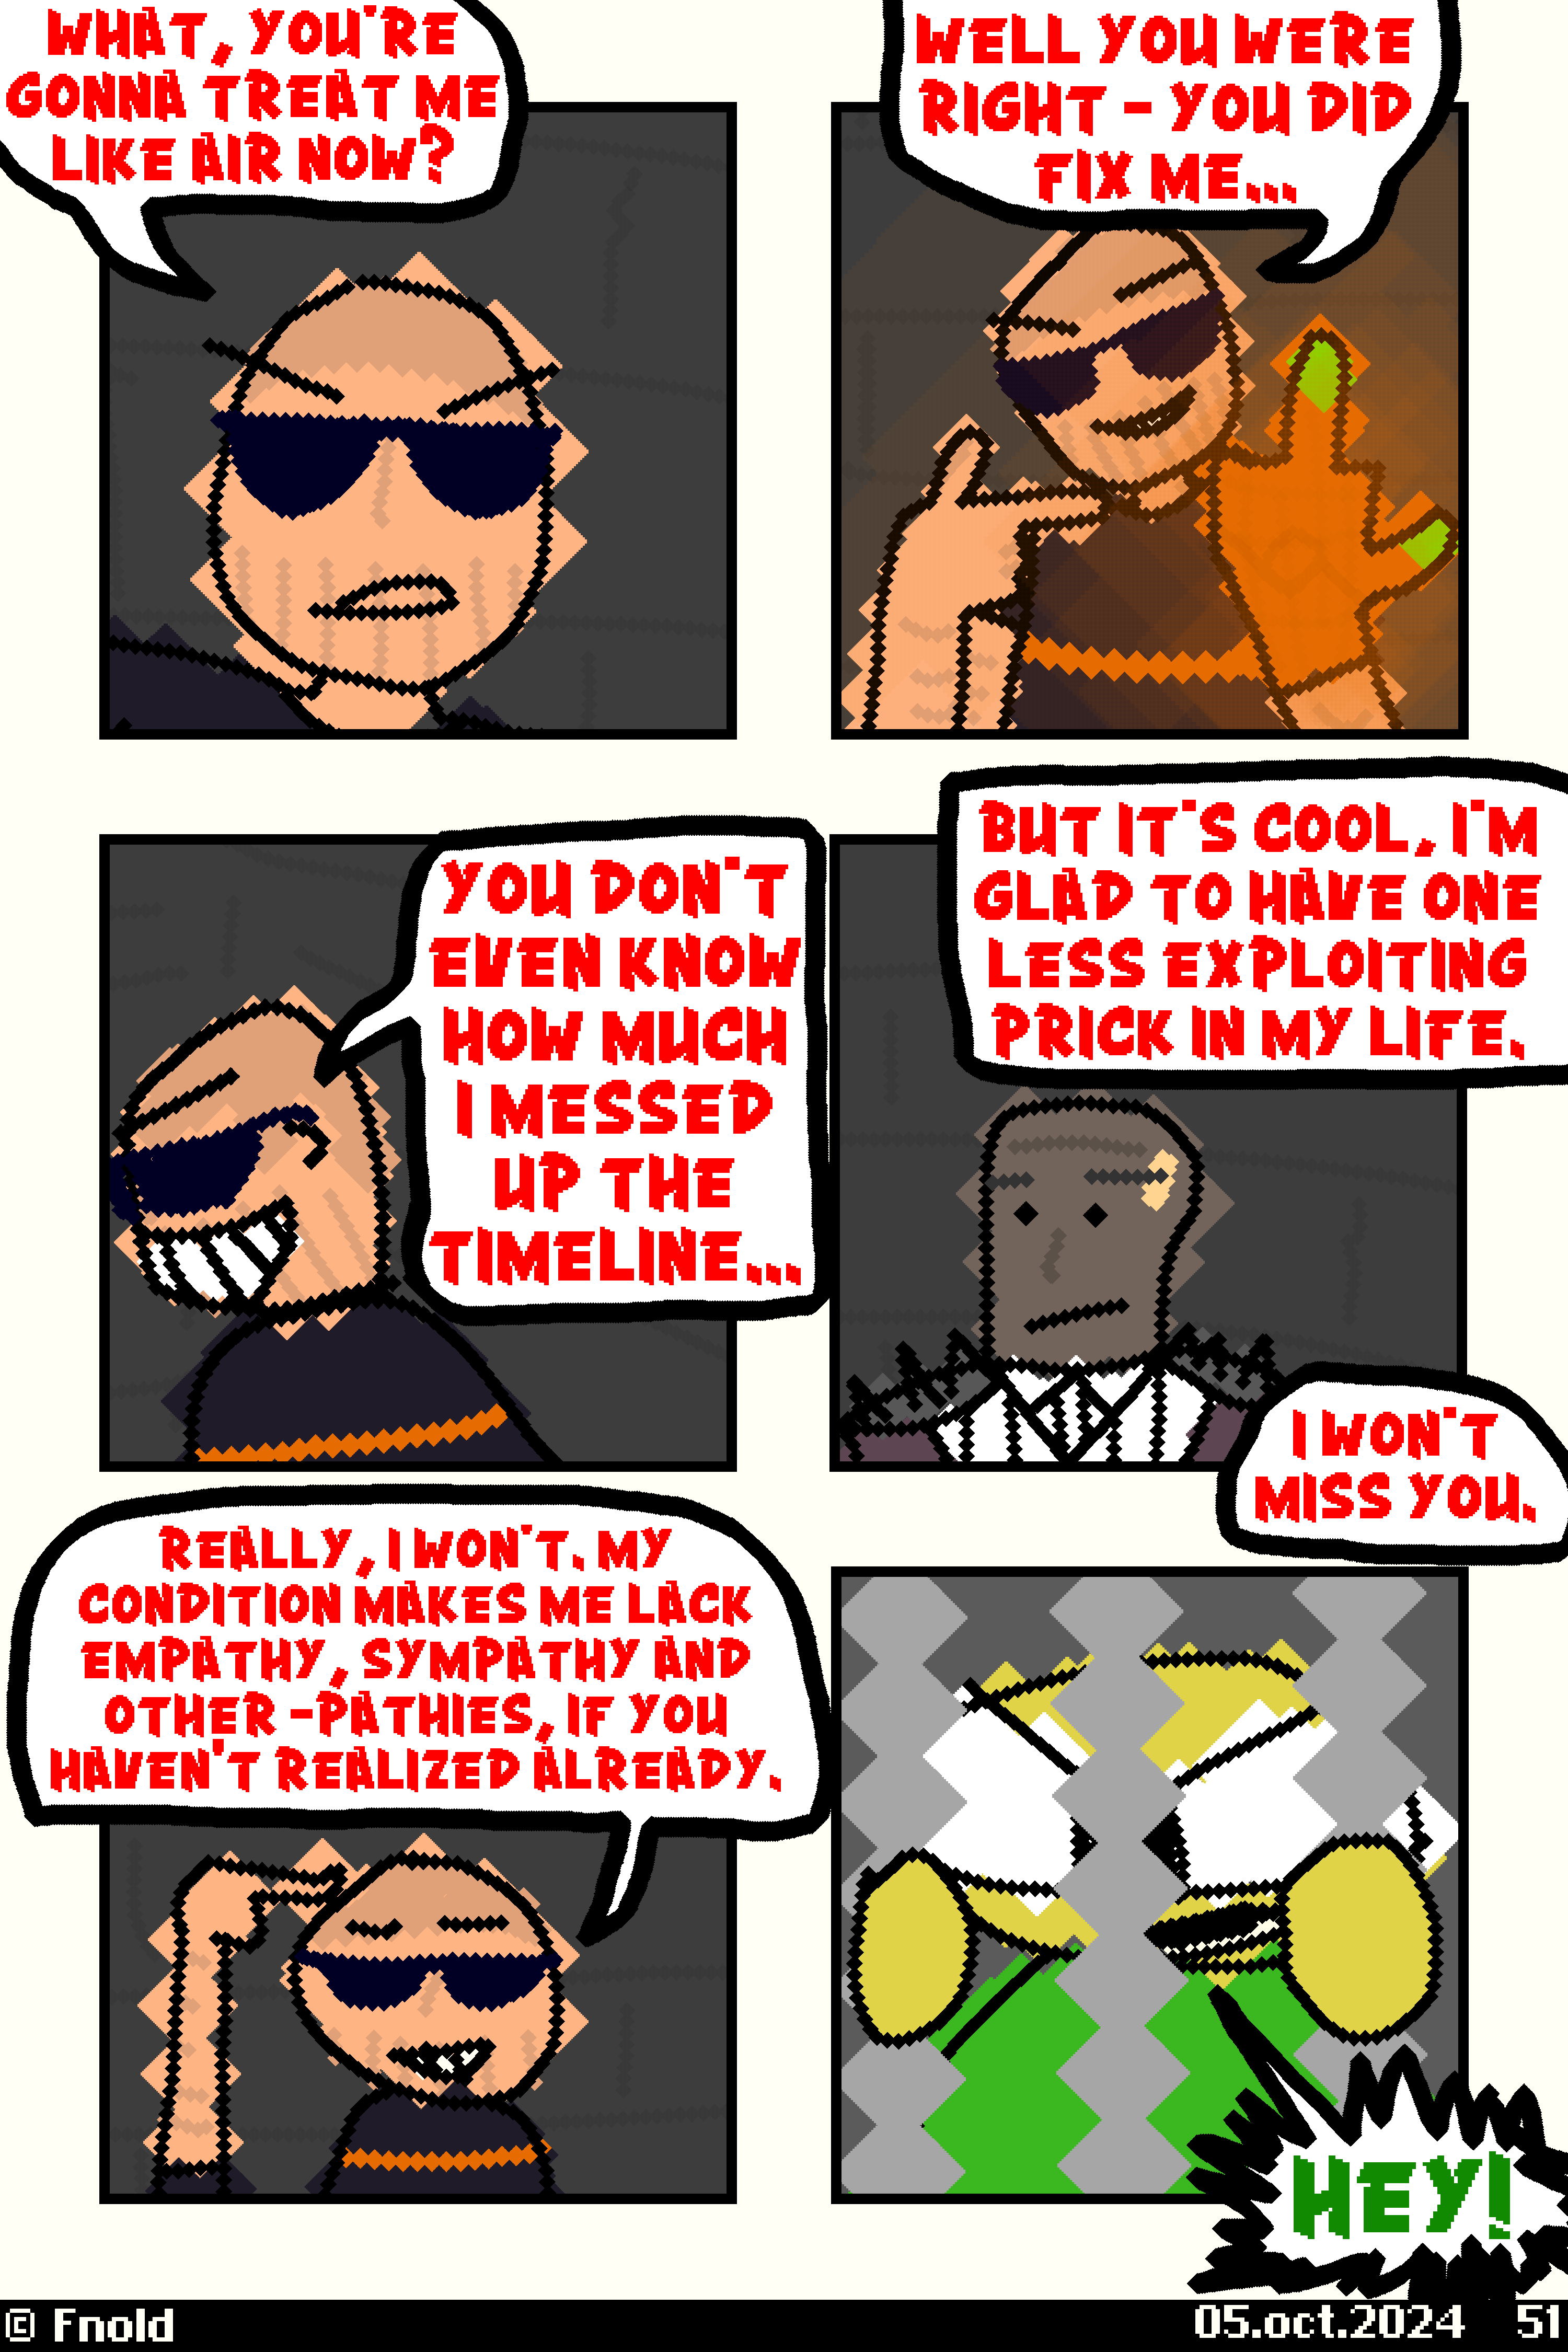 WHAT, YOU'RE
GONNA TREAT ME
LIKE AIR NOW?
WELL YOU WERE
RIGHT - YOU DID
FIX ME...
YOU DON'T
EVEN KNOW
HOW MUCH
I MESSED
UP THE
TIMELINE...
BUT IT'S COOL, I'M
GLAD TO HAVE ONE
LESS EXPLOITING
PRICK IN MY LIFE.
I WON'T
MISS YOU.
REALLY, I WON'T. MY
CONDITION MAKES ME LACK
EMPATHY, SYMPATHY AND
OTHER -PATHIES, IF YOU
HAVEN'T REALIZED ALREADY.
HEY!
© Fnold
05.oct.2024 51